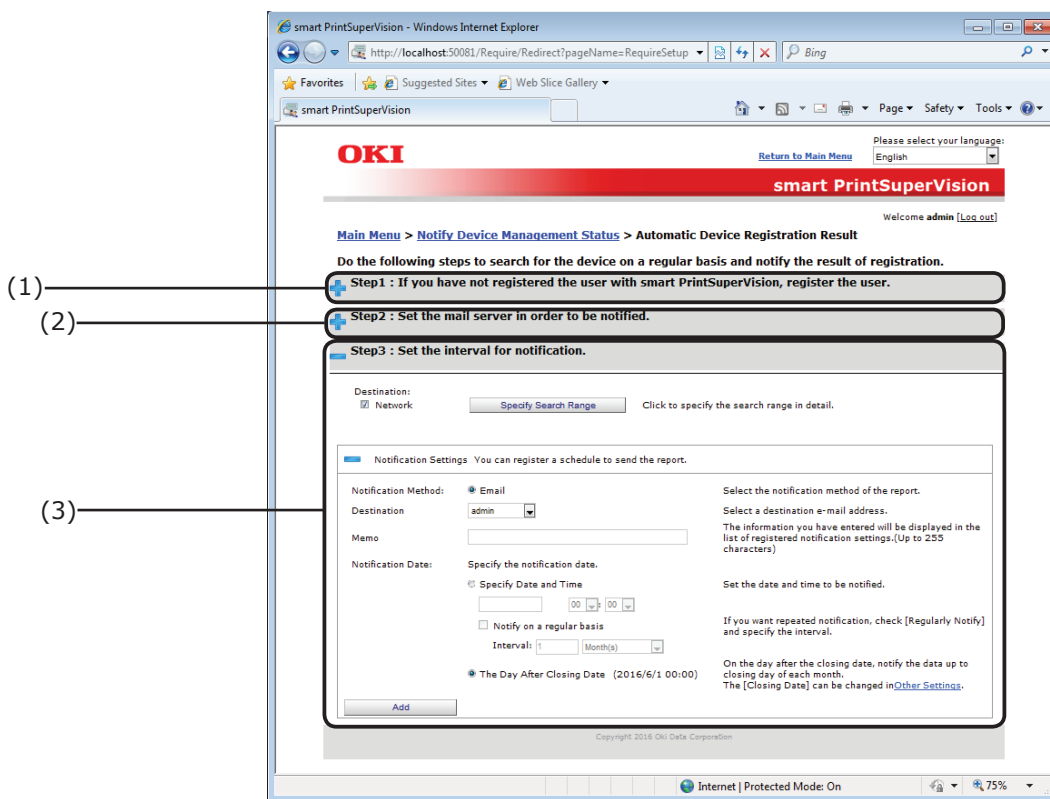 smart PrintSuperVision - Windows Internet Explorer
http://localhost:50081/Require/Redirect?pageName=RequireSetup
Bing
Favorites
Suggested Sites
Web Slice Gallery
smart PrintSuperVision
Page
Safety
Tools
OKI
Return to Main Menu
Please select your language:
English
smart PrintSuperVision
Welcome admin [Log out]
Main Menu > Notify Device Management Status > Automatic Device Registration Result
Do the following steps to search for the device on a regular basis and notify the result of registration.
(1)
Step1 : If you have not registered the user with smart PrintSuperVision, register the user.
(2)
Step2 : Set the mail server in order to be notified.
Step3 : Set the interval for notification.
Destination:
Network
Specify Search Range
Click to specify the search range in detail.
Notification Settings You can register a schedule to send the report.
Notification Method:
Email
Select the notification method of the report.
(3)
Destination
admin
Select a destination e-mail address.
Memo
The information you have entered will be displayed in the
list of registered notification settings.(Up to 255
characters)
Notification Date:
Specify the notification date.
Specify Date and Time
Set the date and time to be notified.
00 : 00
Notify on a regular basis
If you want repeated notification, check [Regularly Notify]
and specify the interval.
Interval: 1 Month(s)
The Day After Closing Date (2016/6/1 00:00)
On the day after the closing date, notify the data up to
closing day of each month.
The [Closing Date] can be changed inOther Settings.
Add
Copyright 2016 Oki Data Corporation
Internet | Protected Mode: On
75%